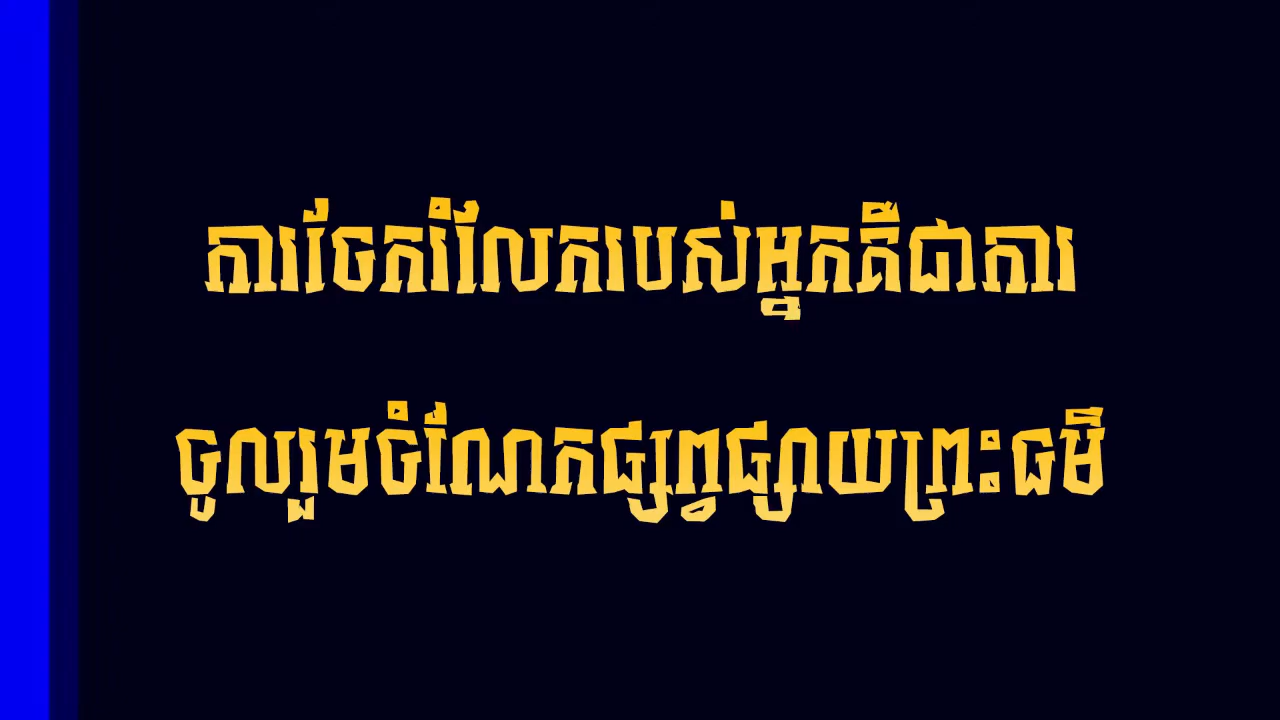 ការចែករំលែករបស់អ្នកគឺជាការ
ចូលរួមចំណែកផ្សព្វផ្សាយព្រះធម៌